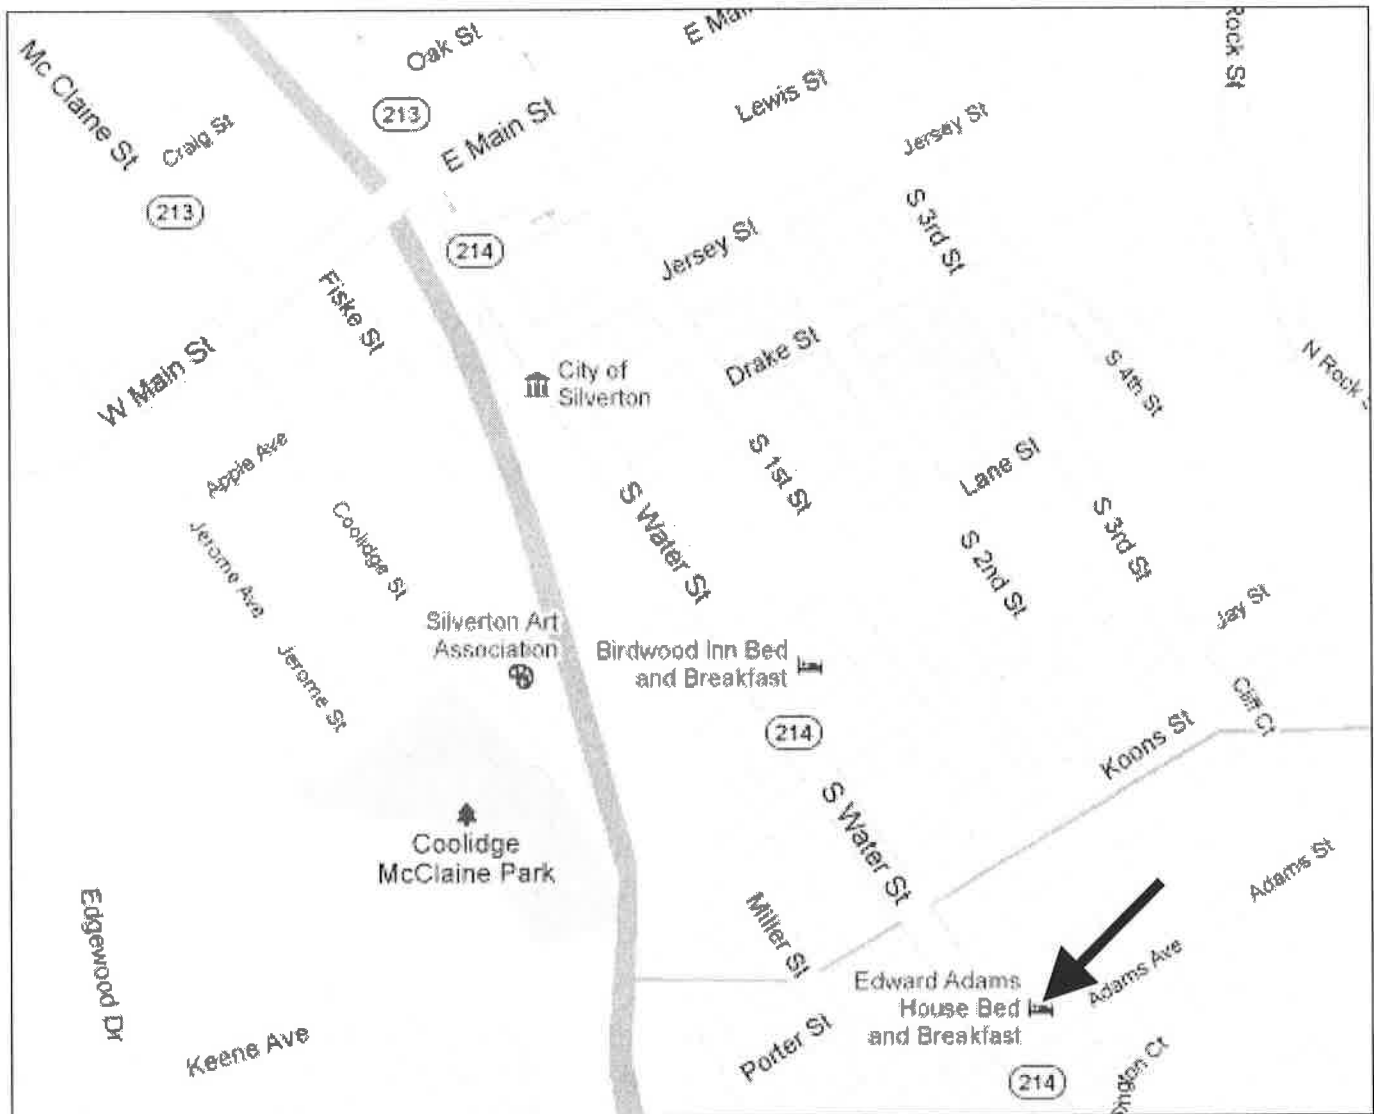 E Main
Rock St
Oak St
Mc Claine St
Lewis St
213
E Main St
Craig St
Jersey St
213
S 3rd St
214
Jersey St
Fiske St
W Main St
Drake St
City of
Silverton
S 4th St
N Rock S
Apple Ave
S 1st St
Lane St
Coolidge St
S Water St
Jerome Ave
S 2nd St
S 3rd St
Jay St
Silverton Art
Association
Birdwood Inn Bed
and Breakfast
Jerome St
Cliff Ct
214
Koons St
Coolidge
McClaine Park
S Water St
Adams St
Edgewood Dr
Miller St
Edward Adams
House Bed
and Breakfast
Adams Ave
Keene Ave
Porter St
214
ington Ct